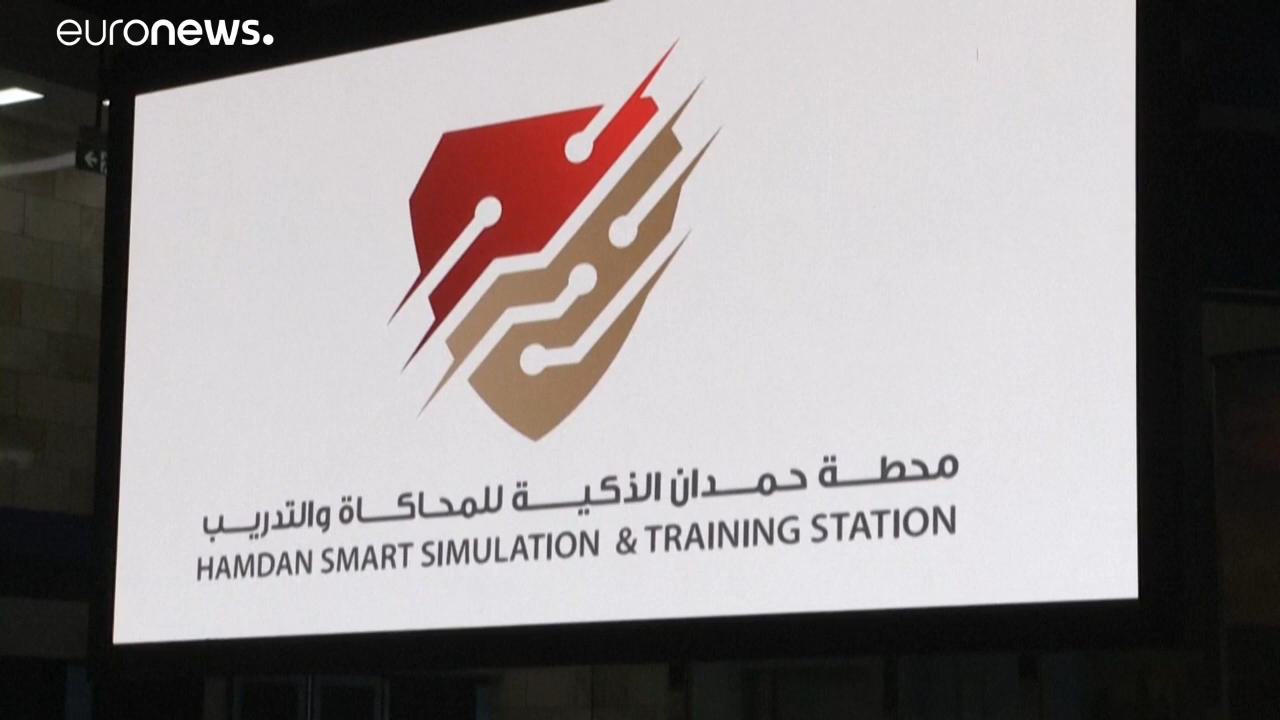 euronews.
محطة حمدان الذكية للمحاكاة والتدريب
HAMDAN SMART SIMULATION & TRAINING STATION